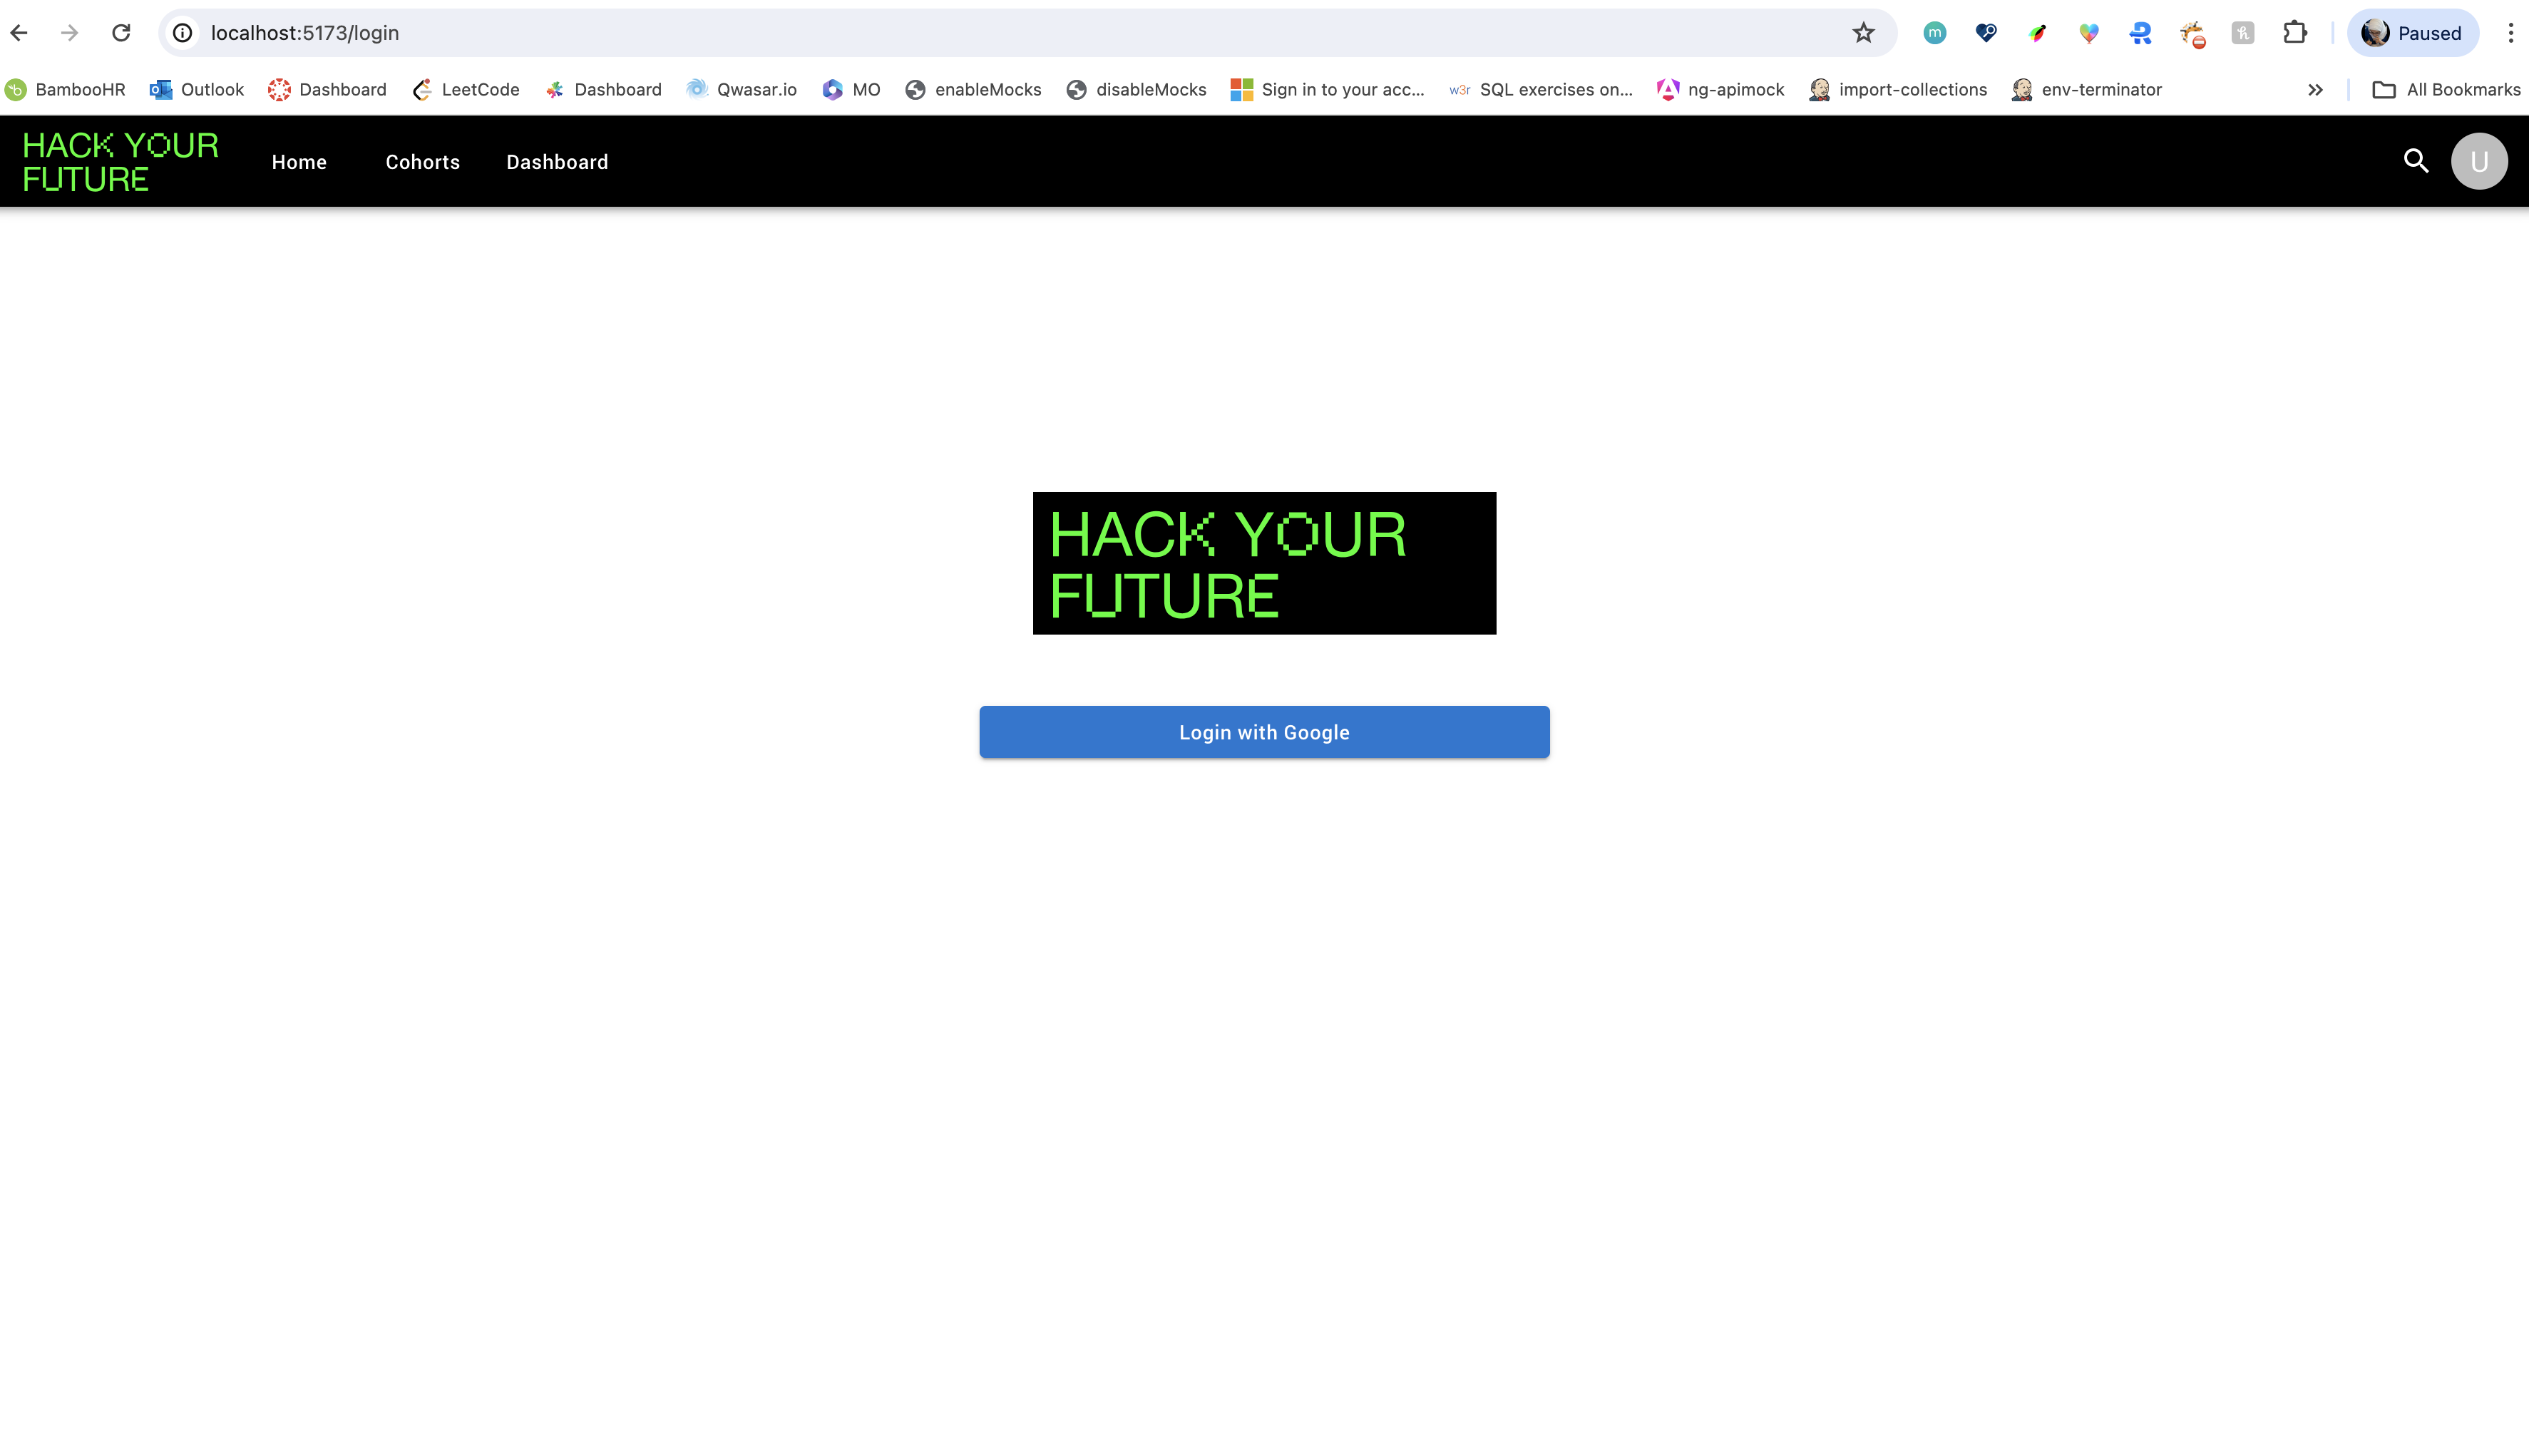 localhost:5173/login
m
Paused
BambooHR Outlook Dashboard LeetCode Dashboard Qwasar.io MO enableMocks disableMocks Sign in to your acc... w3r SQL exercises on... ng-apimock import-collections env-terminator » All Bookmarks
HACK YOUR
FUTURE
Home Cohorts Dashboard
U
HACK YOUR
FUTURE
Login with Google